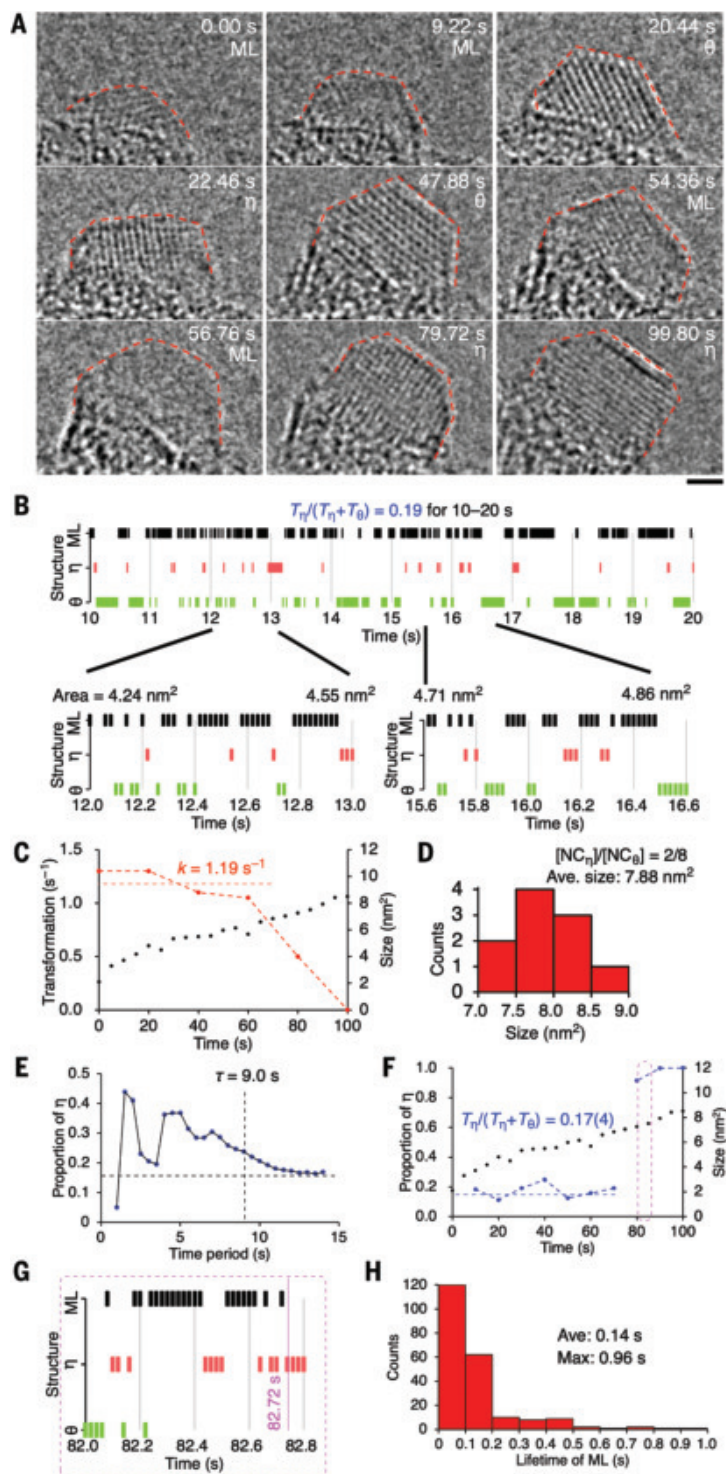 A
0.00 s
ML
9.22 s
ML
20.44 s
θ
22.46 s
η
47.88 s
θ
54.36 s
ML
56.76 s
ML
79.72 s
η
99.80 s
η
B
Tη/(Tη+Tθ) = 0.19 for 10–20 s
Structure
ML
η
θ
10 11 12 13 14 15 16 17 18 19 20
Time (s)
Area = 4.24 nm² 4.55 nm² 4.71 nm² 4.86 nm²
Structure
ML
η
θ
12.0 12.2 12.4 12.6 12.8 13.0
Time (s)
Structure
ML
η
θ
15.6 15.8 16.0 16.2 16.4 16.6
Time (s)
C
k = 1.19 s⁻¹
Transformation (s⁻¹)
1.5
1.0
0.5
0.0
Size (nm²)
12
10
8
6
4
2
0
0 20 40 60 80 100
Time (s)
D
[NCη]/[NCθ] = 2/8
Ave. size: 7.88 nm²
Counts
4
3
2
1
0
7.0 7.5 8.0 8.5 9.0
Size (nm²)
E
τ = 9.0 s
Proportion of η
0.5
0.4
0.3
0.2
0.1
0
0 5 10 15
Time period (s)
F
Tη/(Tη+Tθ) = 0.17(4)
Proportion of η
1.0
0.8
0.6
0.4
0.2
0.0
Size (nm²)
12
10
8
6
4
2
0
0 20 40 60 80 100
Time (s)
G
Structure
ML
η
θ
82.72 s
82.0 82.2 82.4 82.6 82.8
Time (s)
H
Ave: 0.14 s
Max: 0.96 s
Counts
120
100
80
60
40
20
0
0 0.1 0.2 0.3 0.4 0.5 0.6 0.7 0.8 0.9 1.0
Lifetime of ML (s)